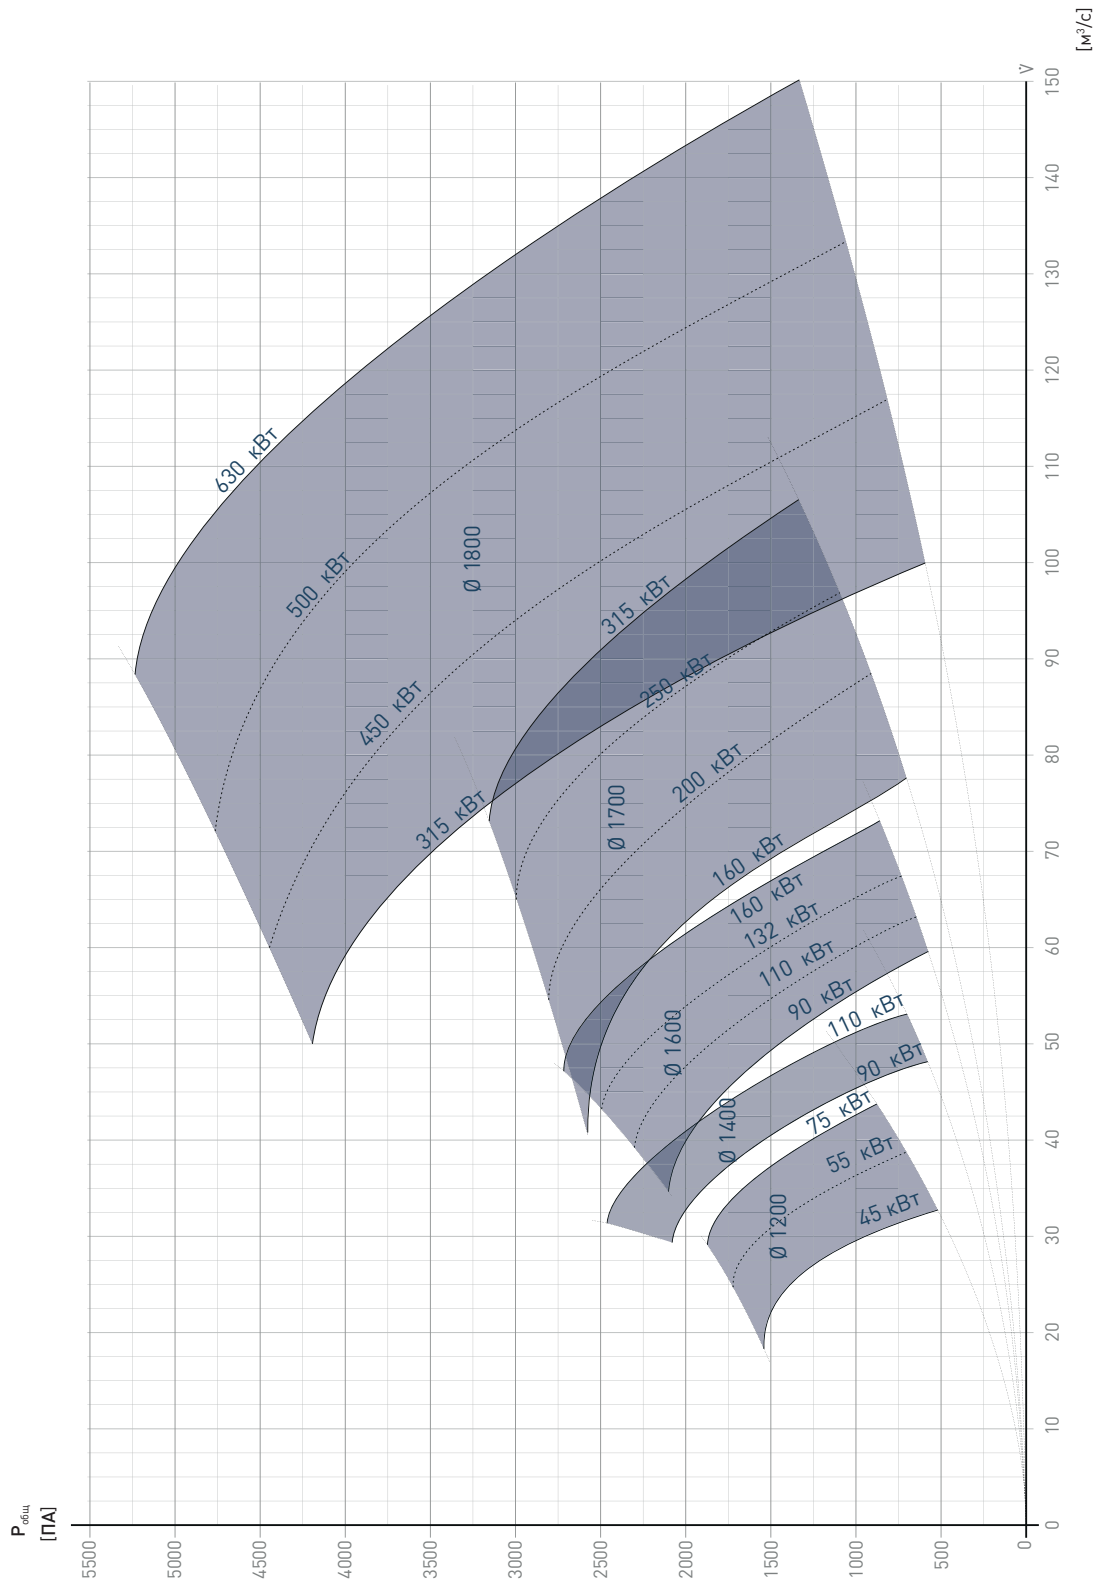 Pобщ
[ПА]
5500
5000
4500
4000
3500
3000
2500
2000
1500
1000
500
0
630 кВт
500 кВт
450 кВт
315 кВт
Ø 1800
315 кВт
250 кВт
200 кВт
160 кВт
Ø 1700
160 кВт
132 кВт
110 кВт
90 кВт
Ø 1600
110 кВт
90 кВт
Ø 1400
75 кВт
55 кВт
45 кВт
Ø 1200
0
10
20
30
40
50
60
70
80
90
100
110
120
130
140
150
V̇
[м³/с]